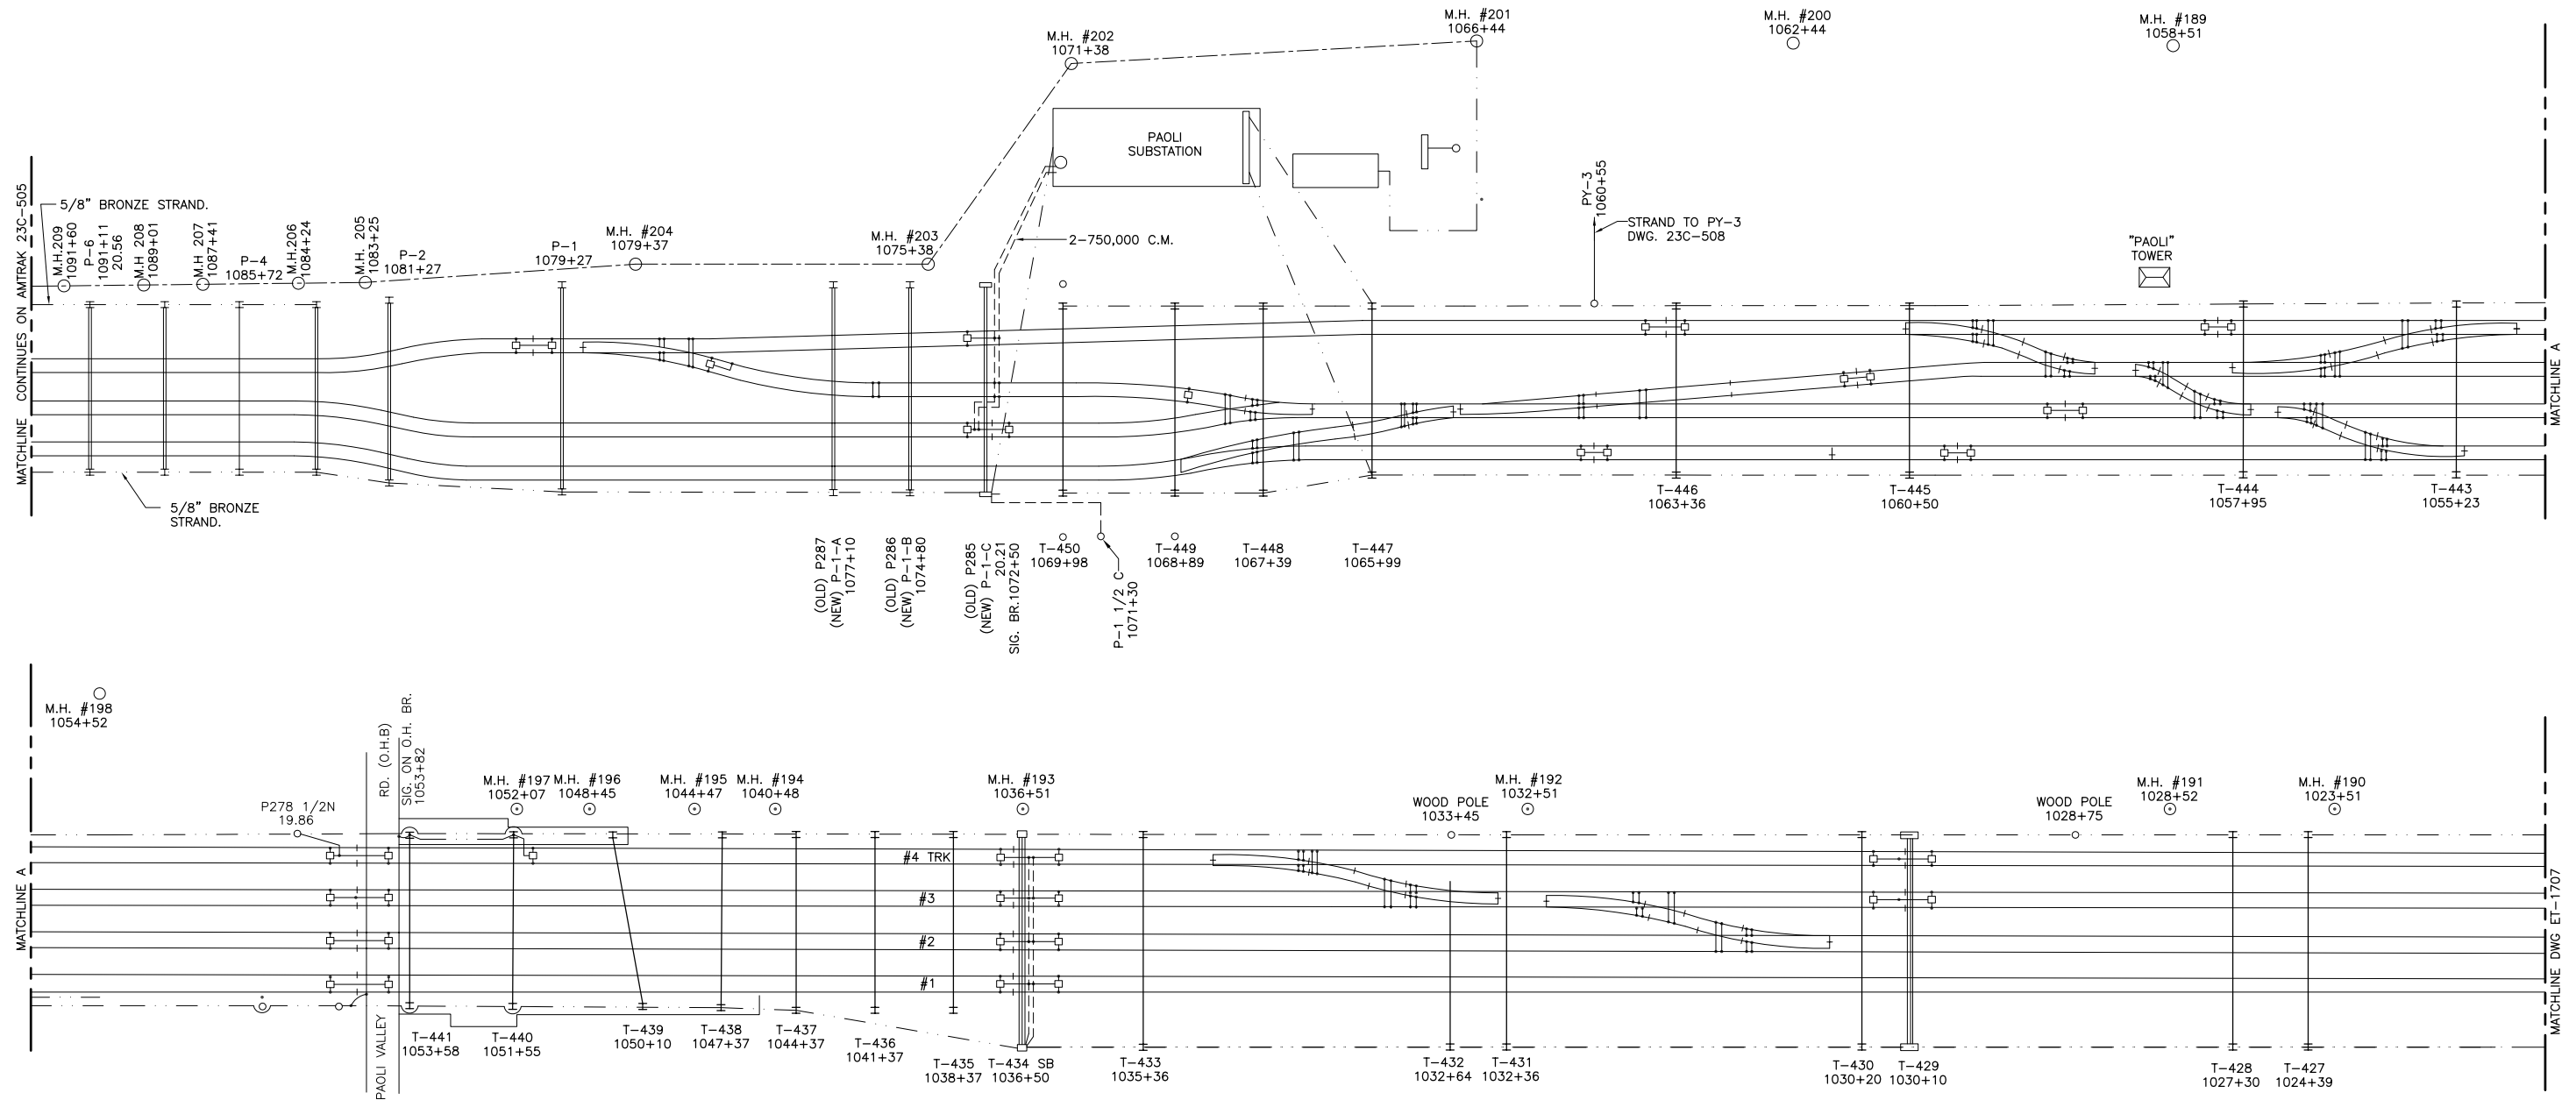 M.H. #202
1071+38
M.H. #201
1066+44
M.H. #200
1062+44
M.H. #189
1058+51
PAOLI
SUBSTATION
MATCHLINE CONTINUES ON AMTRAK 23C-505
5/8" BRONZE STRAND.
M.H.209
1091+60
P-6
1091+11
20.56
M.H 208
1089+01
M.H 207
1087+41
P-4
1085+72
M.H.206
1084+24
M.H. 205
1083+25
P-2
1081+27
P-1
1079+27
M.H. #204
1079+37
M.H. #203
1075+38
2-750,000 C.M.
PY-3
1060+55
STRAND TO PY-3
DWG. 23C-508
"PAOLI"
TOWER
MATCHLINE A
5/8" BRONZE
STRAND.
(OLD) P287
(NEW) P-1-A
1077+10
(OLD) P286
(NEW) P-1-B
1074+80
(OLD) P285
(NEW) P-1-C
20.21
SIG. BR.1072+50
T-450
1069+98
P-1 1/2 C
1071+30
T-449
1068+89
T-448
1067+39
T-447
1065+99
T-446
1063+36
T-445
1060+50
T-444
1057+95
T-443
1055+23
MATCHLINE A
M.H. #198
1054+52
P278 1/2N
19.86
PAOLI VALLEY RD. (O.H.B)
SIG. ON O.H. BR.
1053+82
M.H. #197
1052+07
M.H. #196
1048+45
M.H. #195
1044+47
M.H. #194
1040+48
M.H. #193
1036+51
M.H. #192
1032+51
WOOD POLE
1033+45
WOOD POLE
1028+75
M.H. #191
1028+52
M.H. #190
1023+51
#4 TRK
#3
#2
#1
T-441
1053+58
T-440
1051+55
T-439
1050+10
T-438
1047+37
T-437
1044+37
T-436
1041+37
T-435
1038+37
T-434 SB
1036+50
T-433
1035+36
T-432
1032+64
T-431
1032+36
T-430
1030+20
T-429
1030+10
T-428
1027+30
T-427
1024+39
MATCHLINE DWG ET-1707